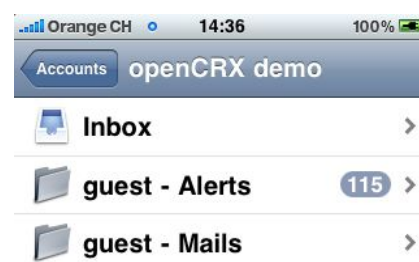 Orange CH 14:36 100%
Accounts openCRX demo
Inbox
guest - Alerts 115
guest - Mails